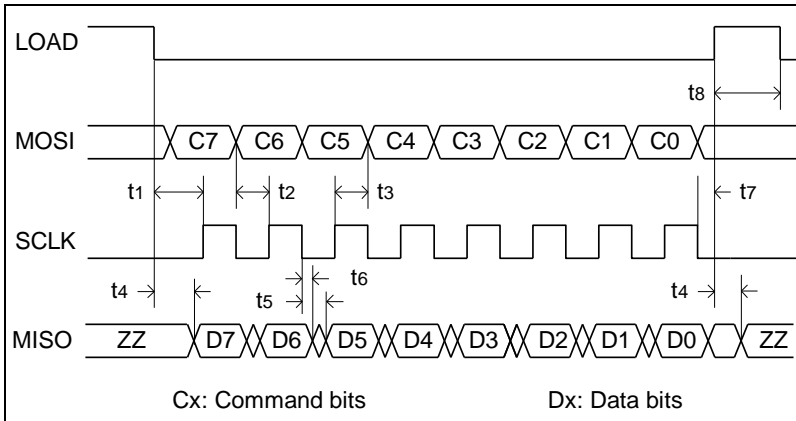 LOAD
t8
MOSI C7 C6 C5 C4 C3 C2 C1 C0
t1 t2 t3 t7
SCLK
t4 t5 t6 t4
MISO ZZ D7 D6 D5 D4 D3 D2 D1 D0 ZZ
Cx: Command bits Dx: Data bits